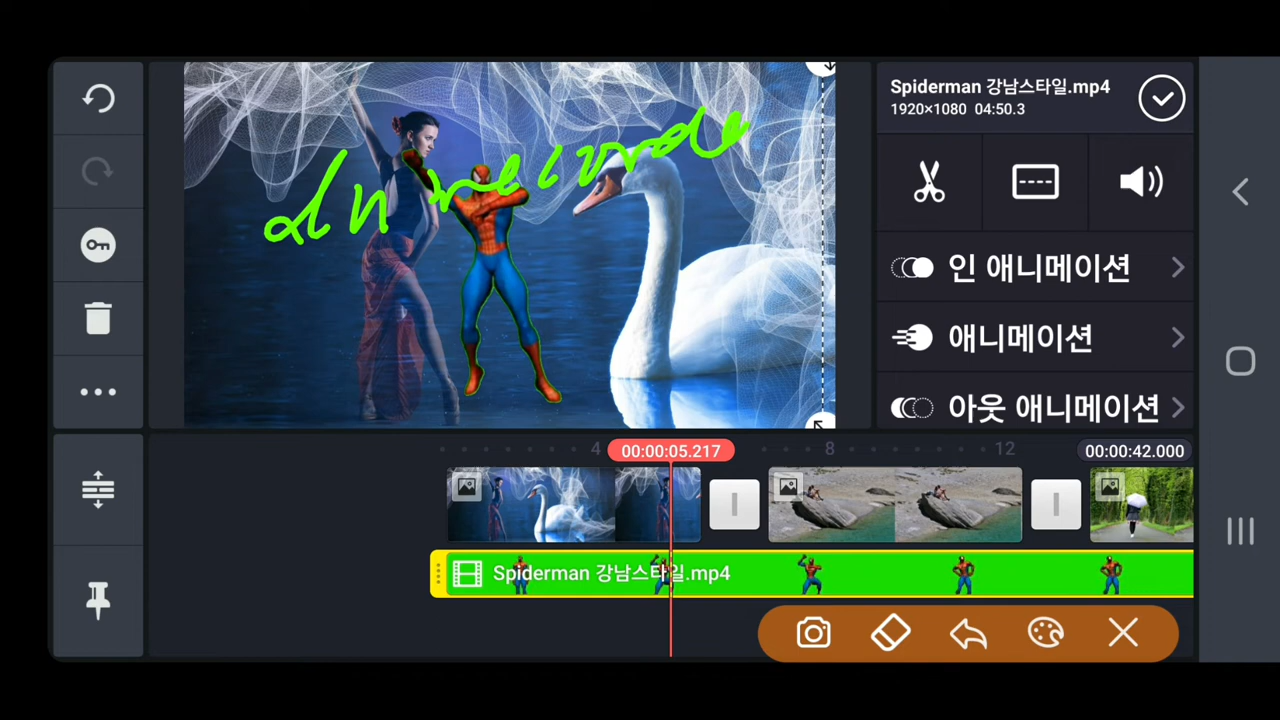 Spiderman 강남스타일.mp4
1920×1080 04:50.3
인 애니메이션
애니메이션
아웃 애니메이션
4
00:00:05.217
8
12
00:00:42.000
Spiderman 강남스타일.mp4